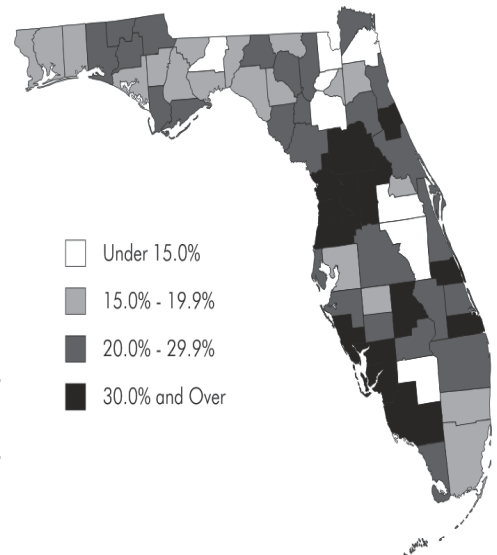 Under 15.0%
15.0% - 19.9%
20.0% - 29.9%
30.0% and Over